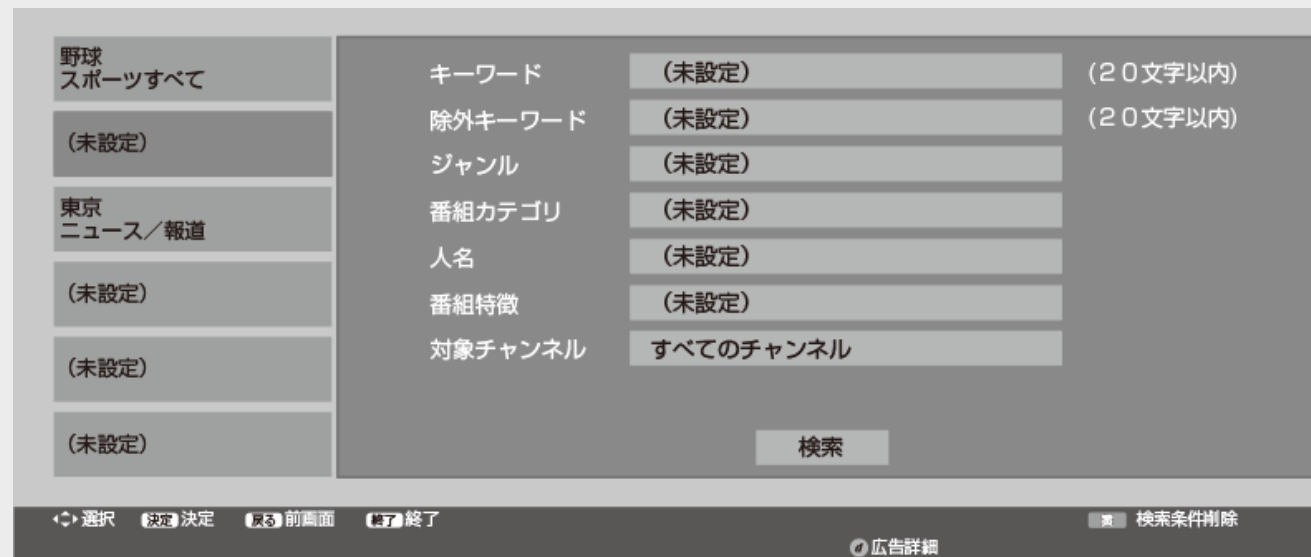 野球
スポーツすべて
(未設定)
東京
ニュース／報道
(未設定)
(未設定)
(未設定)
キーワード (未設定) (２０文字以内)
除外キーワード (未設定) (２０文字以内)
ジャンル (未設定)
番組カテゴリ (未設定)
人名 (未設定)
番組特徴 (未設定)
対象チャンネル すべてのチャンネル
検索
選択 決定 決定 戻る 前画面 終了 終了 黄 検索条件削除
d 広告詳細